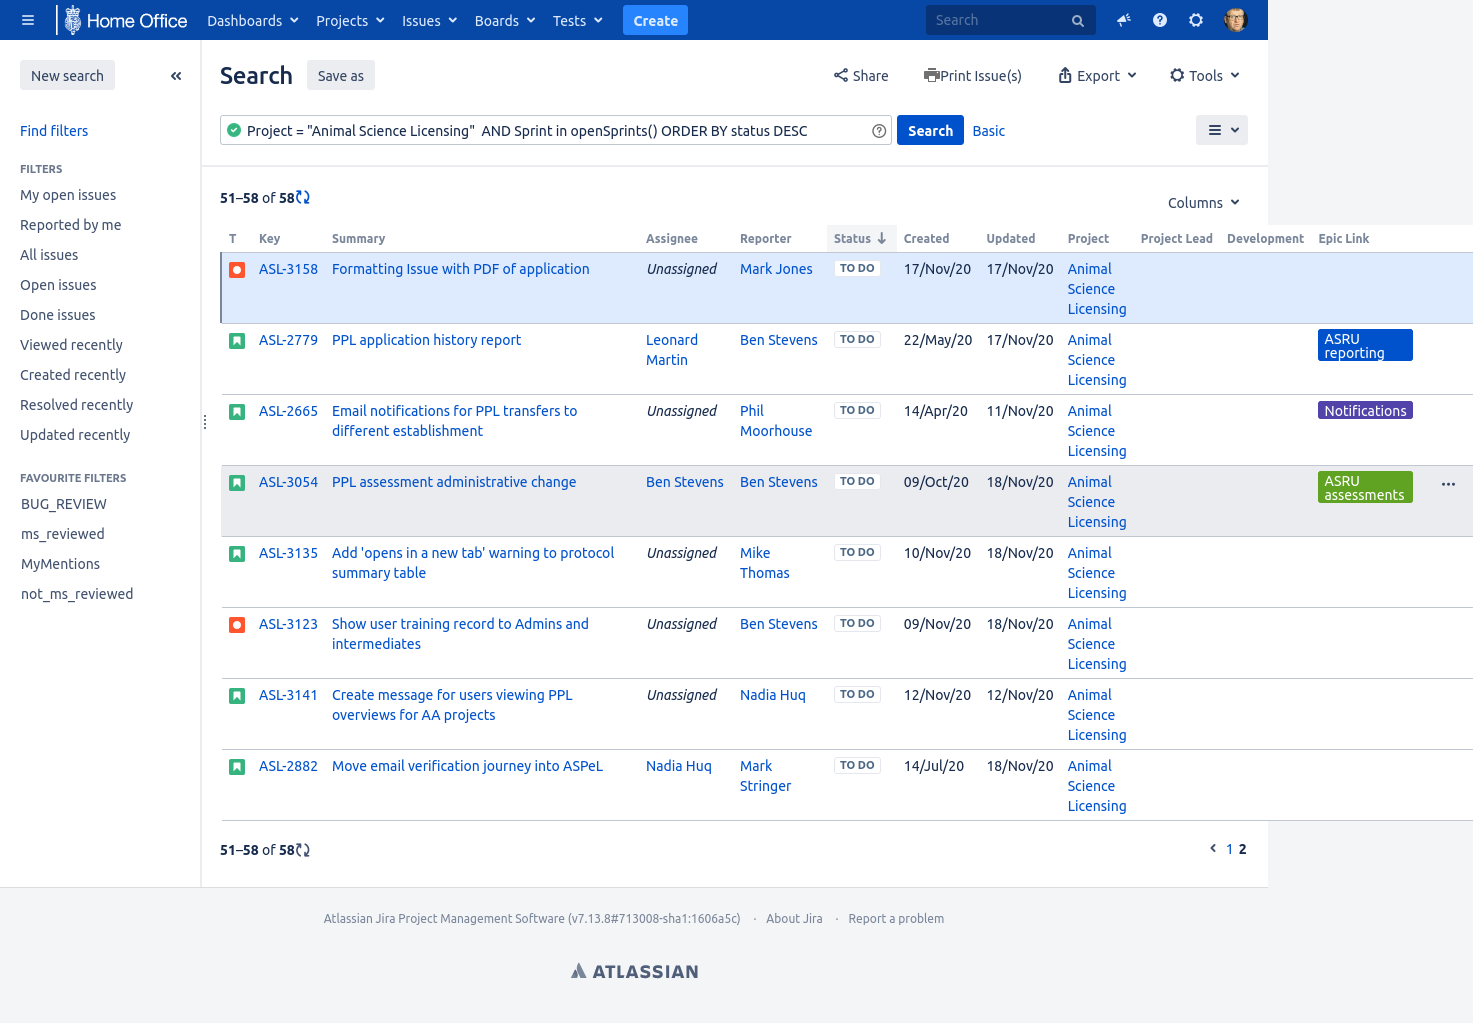 Home Office Dashboards Projects Issues Boards Tests Create Search
New search
Search Save as Share Print Issue(s) Export Tools
Find filters
Project = "Animal Science Licensing"  AND Sprint in openSprints() ORDER BY status DESC Search Basic
FILTERS
My open issues
Reported by me
All issues
Open issues
Done issues
Viewed recently
Created recently
Resolved recently
Updated recently
FAVOURITE FILTERS
BUG_REVIEW
ms_reviewed
MyMentions
not_ms_reviewed
51–58 of 58
Columns
T Key Summary Assignee Reporter Status Created Updated Project Project Lead Development Epic Link
ASL-3158 Formatting Issue with PDF of application Unassigned Mark Jones TO DO 17/Nov/20 17/Nov/20 Animal
Science
Licensing
ASL-2779 PPL application history report Leonard Ben Stevens TO DO 22/May/20 17/Nov/20 Animal ASRU
Martin Science reporting
Licensing
ASL-2665 Email notifications for PPL transfers to Unassigned Phil TO DO 14/Apr/20 11/Nov/20 Animal Notifications
different establishment Moorhouse Science
Licensing
ASL-3054 PPL assessment administrative change Ben Stevens Ben Stevens TO DO 09/Oct/20 18/Nov/20 Animal ASRU
Science assessments
Licensing
ASL-3135 Add 'opens in a new tab' warning to protocol Unassigned Mike TO DO 10/Nov/20 18/Nov/20 Animal
summary table Thomas Science
Licensing
ASL-3123 Show user training record to Admins and Unassigned Ben Stevens TO DO 09/Nov/20 18/Nov/20 Animal
intermediates Science
Licensing
ASL-3141 Create message for users viewing PPL Unassigned Nadia Huq TO DO 12/Nov/20 12/Nov/20 Animal
overviews for AA projects Science
Licensing
ASL-2882 Move email verification journey into ASPeL Nadia Huq Mark TO DO 14/Jul/20 18/Nov/20 Animal
Stringer Science
Licensing
51–58 of 58 1 2
Atlassian Jira Project Management Software (v7.13.8#713008-sha1:1606a5c) · About Jira · Report a problem
ATLASSIAN